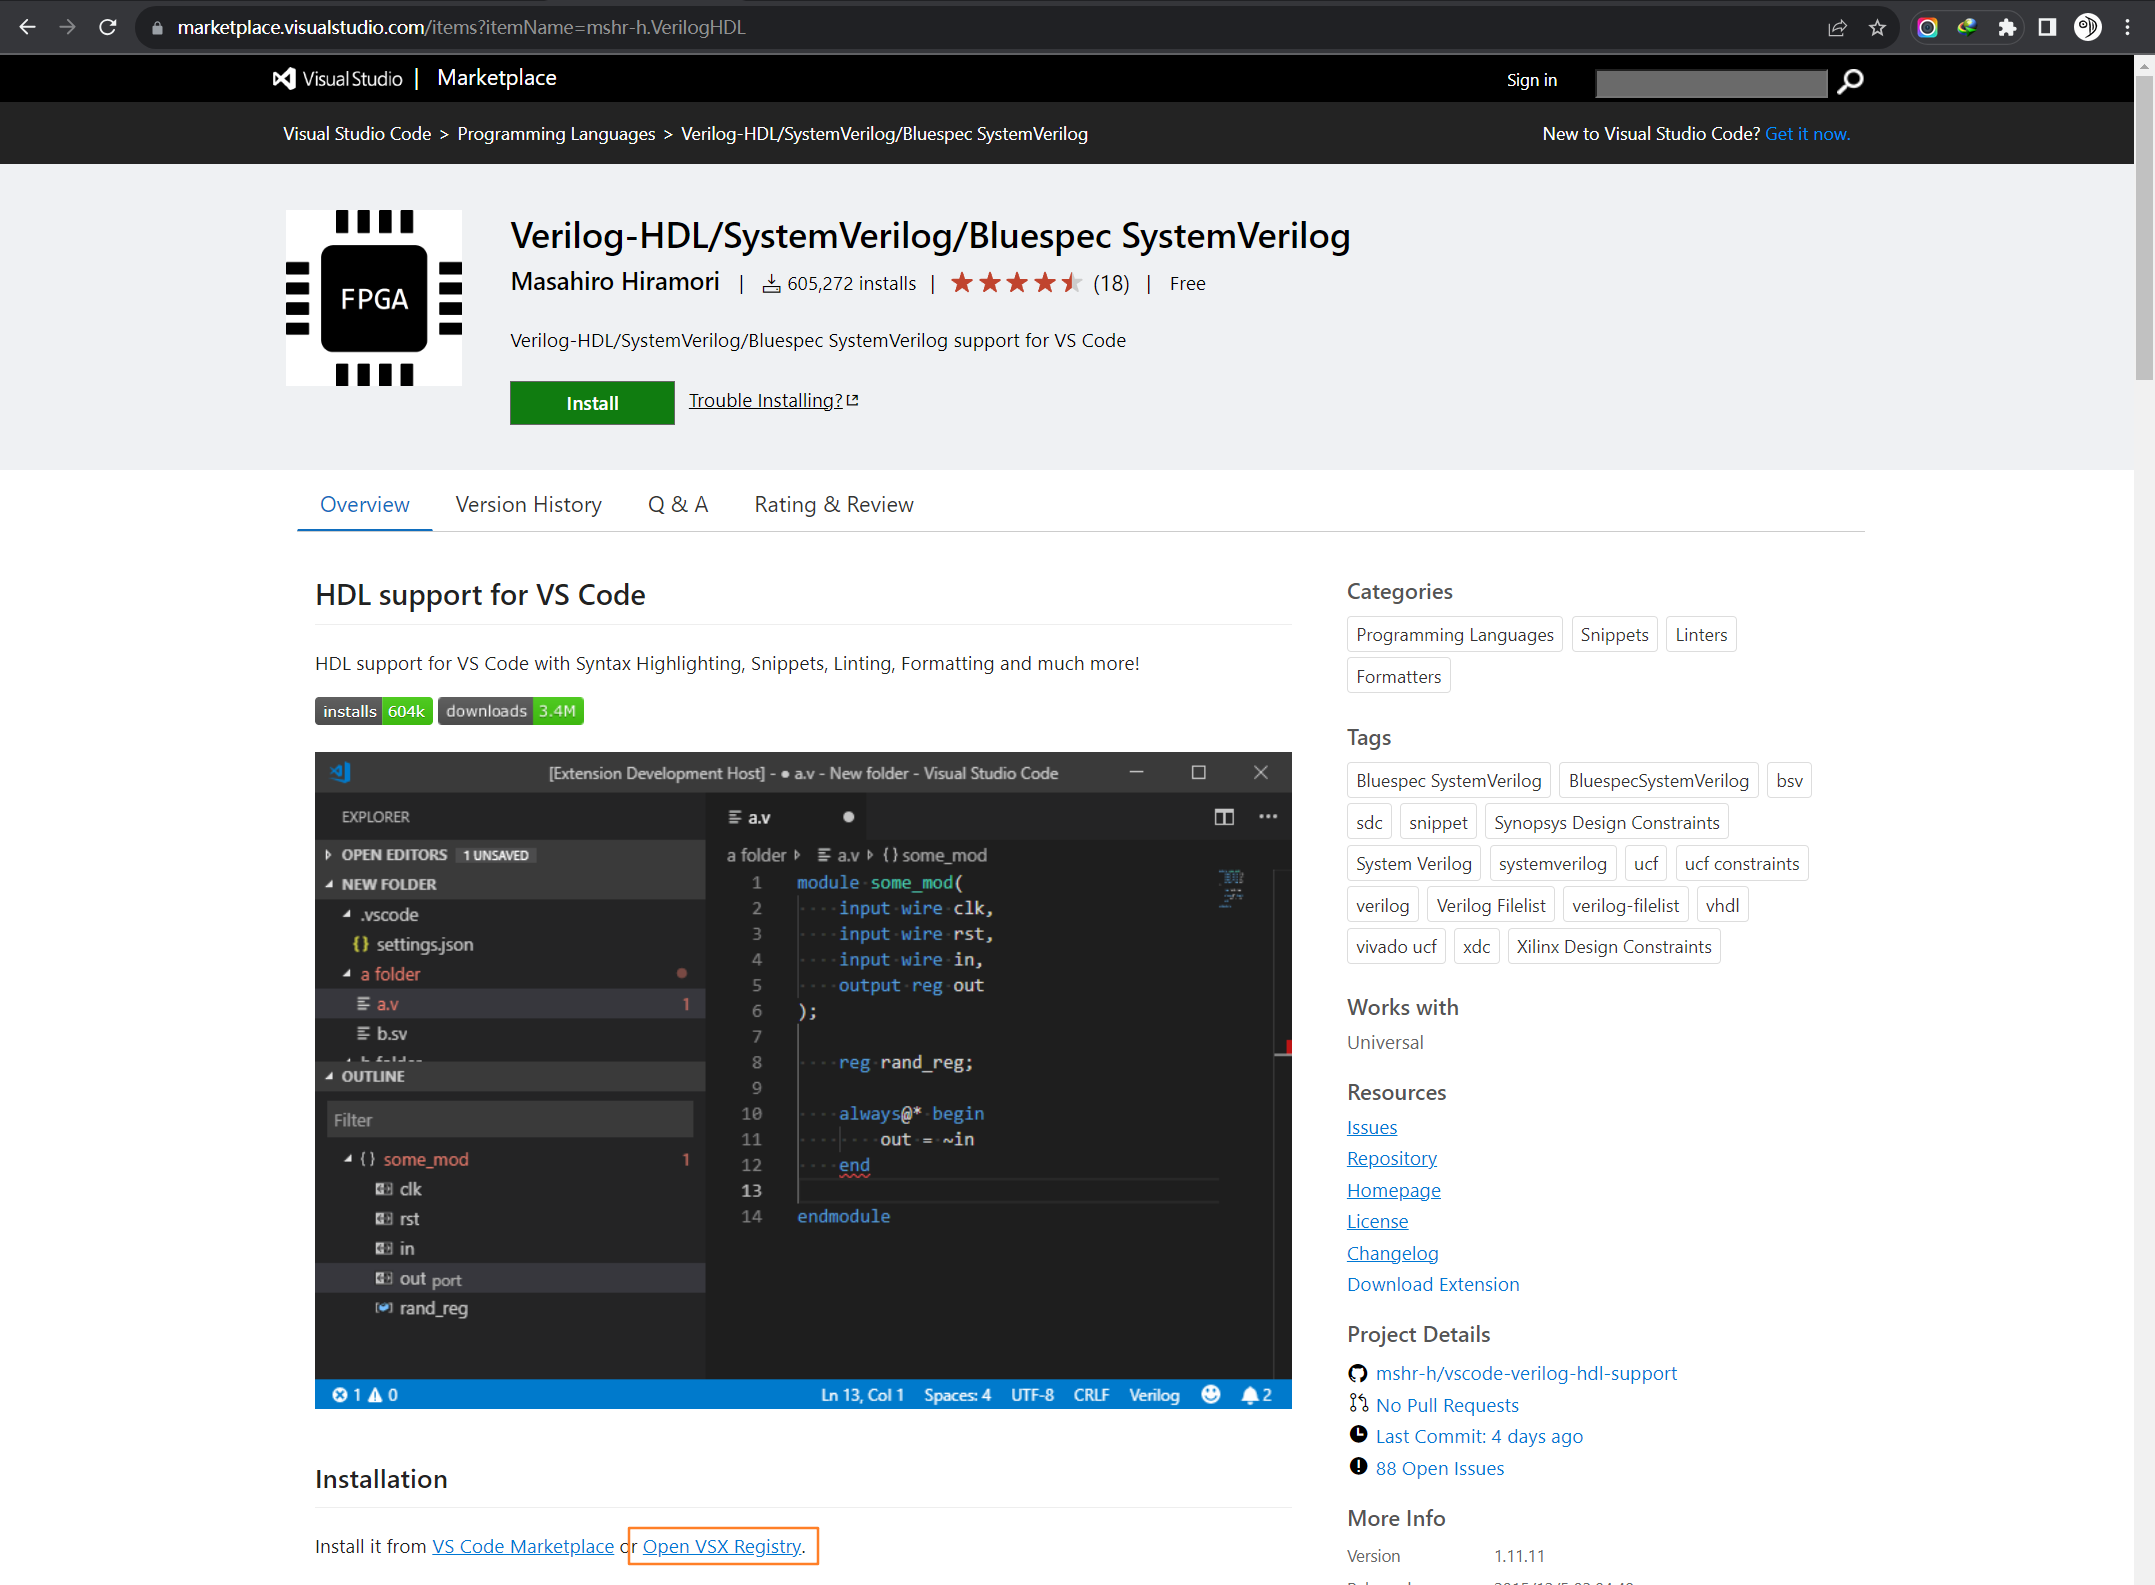 marketplace.visualstudio.com/items?itemName=mshr-h.VerilogHDL
Visual Studio | Marketplace
Sign in
Visual Studio Code > Programming Languages > Verilog-HDL/SystemVerilog/Bluespec SystemVerilog
New to Visual Studio Code? Get it now.
FPGA
Verilog-HDL/SystemVerilog/Bluespec SystemVerilog
Masahiro Hiramori | 605,272 installs | (18) | Free
Verilog-HDL/SystemVerilog/Bluespec SystemVerilog support for VS Code
Install
Trouble Installing?
Overview
Version History
Q & A
Rating & Review
HDL support for VS Code
HDL support for VS Code with Syntax Highlighting, Snippets, Linting, Formatting and much more!
installs 604k
downloads 3.4M
[Extension Development Host] - ● a.v - New folder - Visual Studio Code
EXPLORER
OPEN EDITORS 1 UNSAVED
NEW FOLDER
.vscode
{} settings.json
a folder
a.v 1
b.sv
b folder
OUTLINE
Filter
{} some_mod 1
clk
rst
in
out port
rand_reg
a.v
a folder a.v {} some_mod
1 module some_mod(
2 input wire clk,
3 input wire rst,
4 input wire in,
5 output reg out
6 );
7
8 reg rand_reg;
9
10 always@* begin
11 out = ~in
12 end
13
14 endmodule
1 0
Ln 13, Col 1
Spaces: 4
UTF-8
CRLF
Verilog
2
Installation
Install it from VS Code Marketplace or Open VSX Registry.
Categories
Programming Languages
Snippets
Linters
Formatters
Tags
Bluespec SystemVerilog
BluespecSystemVerilog
bsv
sdc
snippet
Synopsys Design Constraints
System Verilog
systemverilog
ucf
ucf constraints
verilog
Verilog Filelist
verilog-filelist
vhdl
vivado ucf
xdc
Xilinx Design Constraints
Works with
Universal
Resources
Issues
Repository
Homepage
License
Changelog
Download Extension
Project Details
mshr-h/vscode-verilog-hdl-support
No Pull Requests
Last Commit: 4 days ago
88 Open Issues
More Info
Version 1.11.11